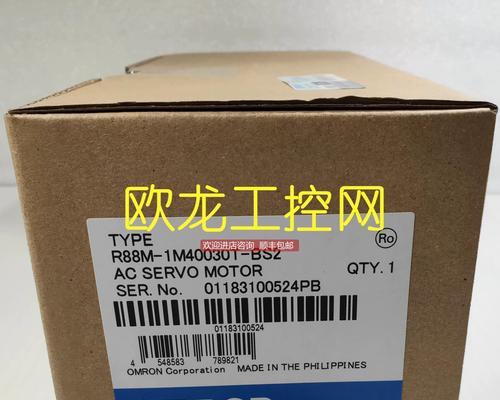 欧龙工控网
TYPE
R88M-1M40030T-BS2
欢迎进店咨询 顺丰包邮
AC SERVO MOTOR
QTY. 1
SER. No. 01183100524PB
Ro
01183100524
4 548583 789821
OMRON Corporation MADE IN THE PHILIPPINES